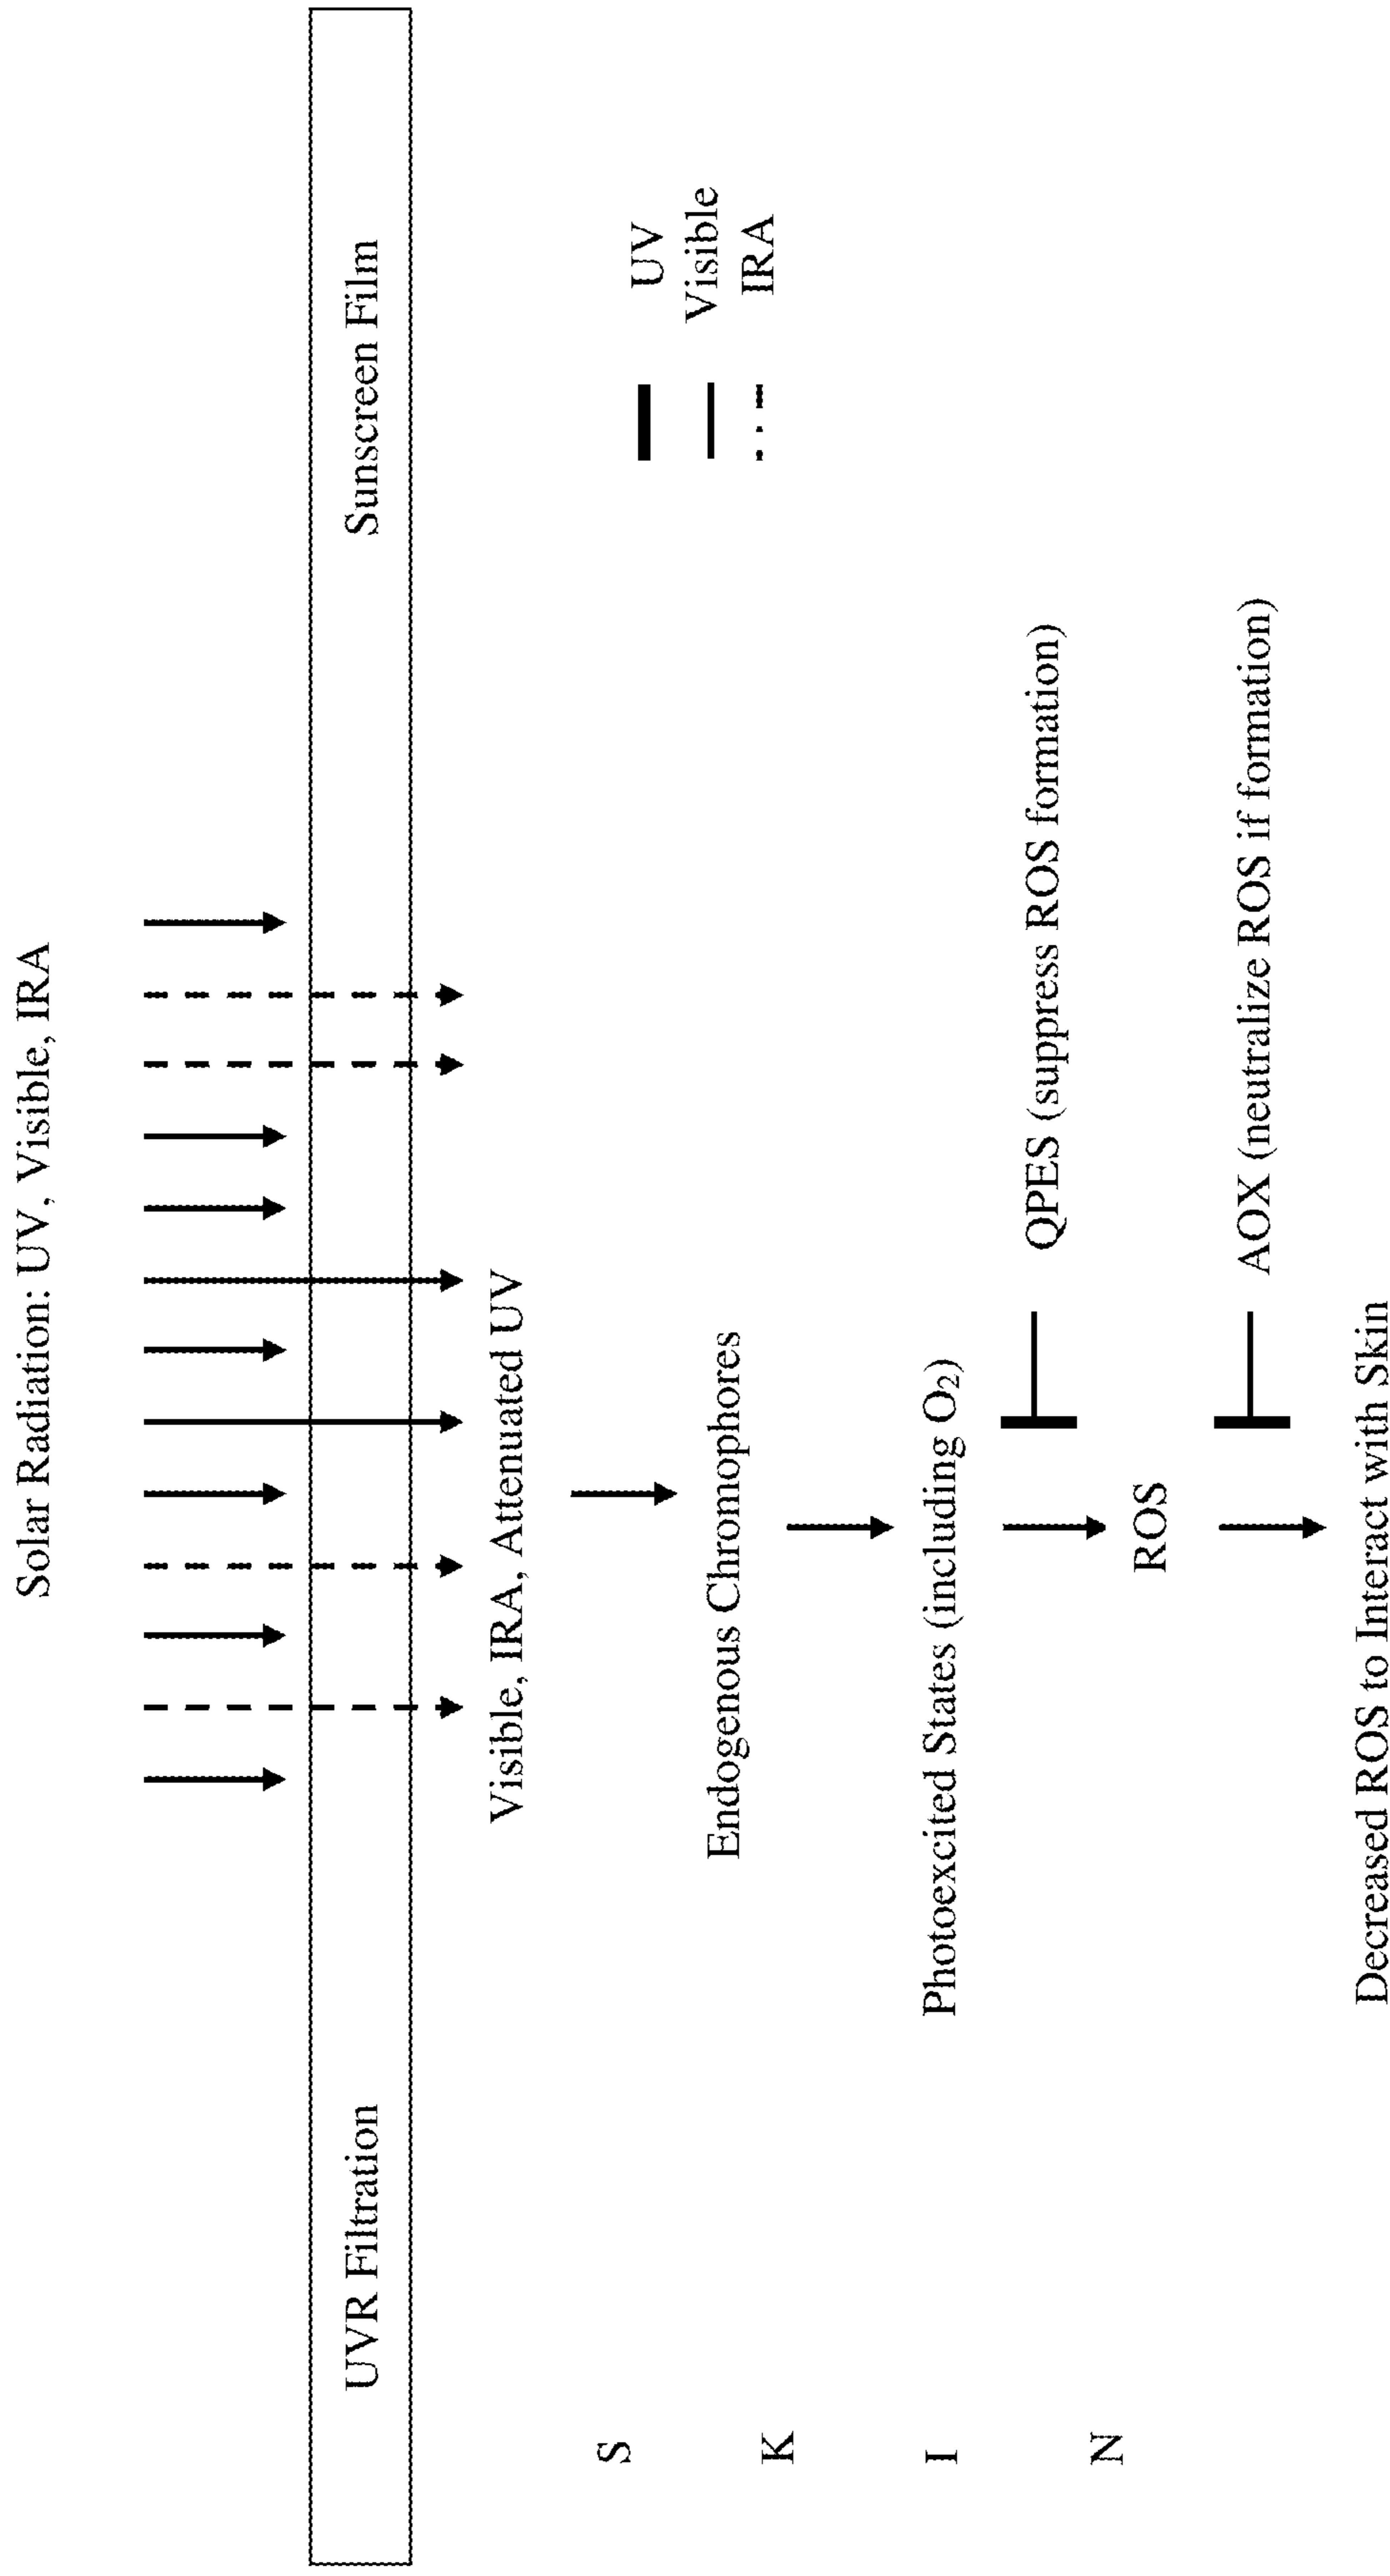 Solar Radiation: UV, Visible, IRA
UVR Filtration
Sunscreen Film
Visible, IRA, Attenuated UV
UV
Visible
IRA
S
K
I
N
Endogenous Chromophores
Photoexcited States (including O₂)
QPES (suppress ROS formation)
ROS
AOX (neutralize ROS if formation)
Decreased ROS to Interact with Skin